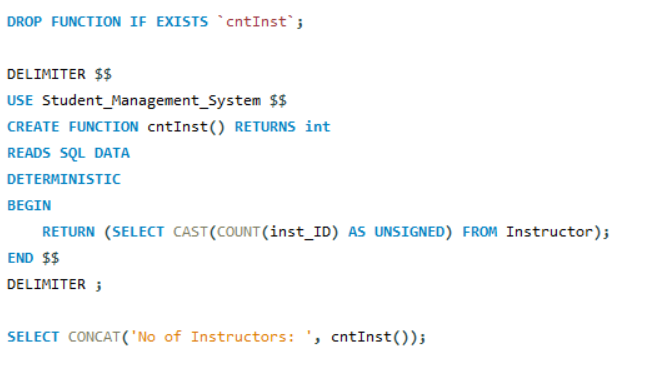 DROP FUNCTION IF EXISTS `cntInst`;
DELIMITER $$
USE Student_Management_System $$
CREATE FUNCTION cntInst() RETURNS int
READS SQL DATA
DETERMINISTIC
BEGIN
    RETURN (SELECT CAST(COUNT(inst_ID) AS UNSIGNED) FROM Instructor);
END $$
DELIMITER ;
SELECT CONCAT('No of Instructors: ', cntInst());